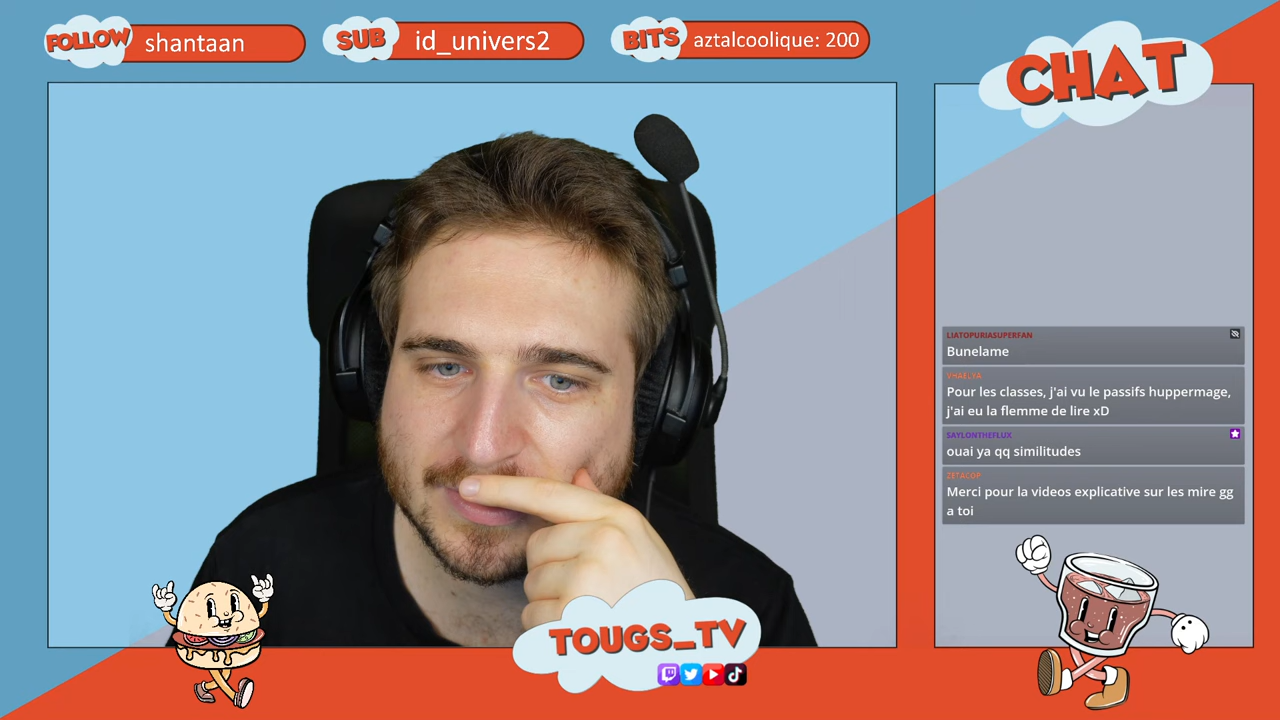 FOLLOW shantaan
SUB id_univers2
BITS aztalcoolique: 200
CHAT
LIATOPURIASUPERFAN
Bunelame
VHAELYA
Pour les classes, j'ai vu le passifs huppermage,
j'ai eu la flemme de lire xD
SAYLONTHEFLUX
ouai ya qq similitudes
ZETACOP
Merci pour la videos explicative sur les mire gg
a toi
TOUGS_TV